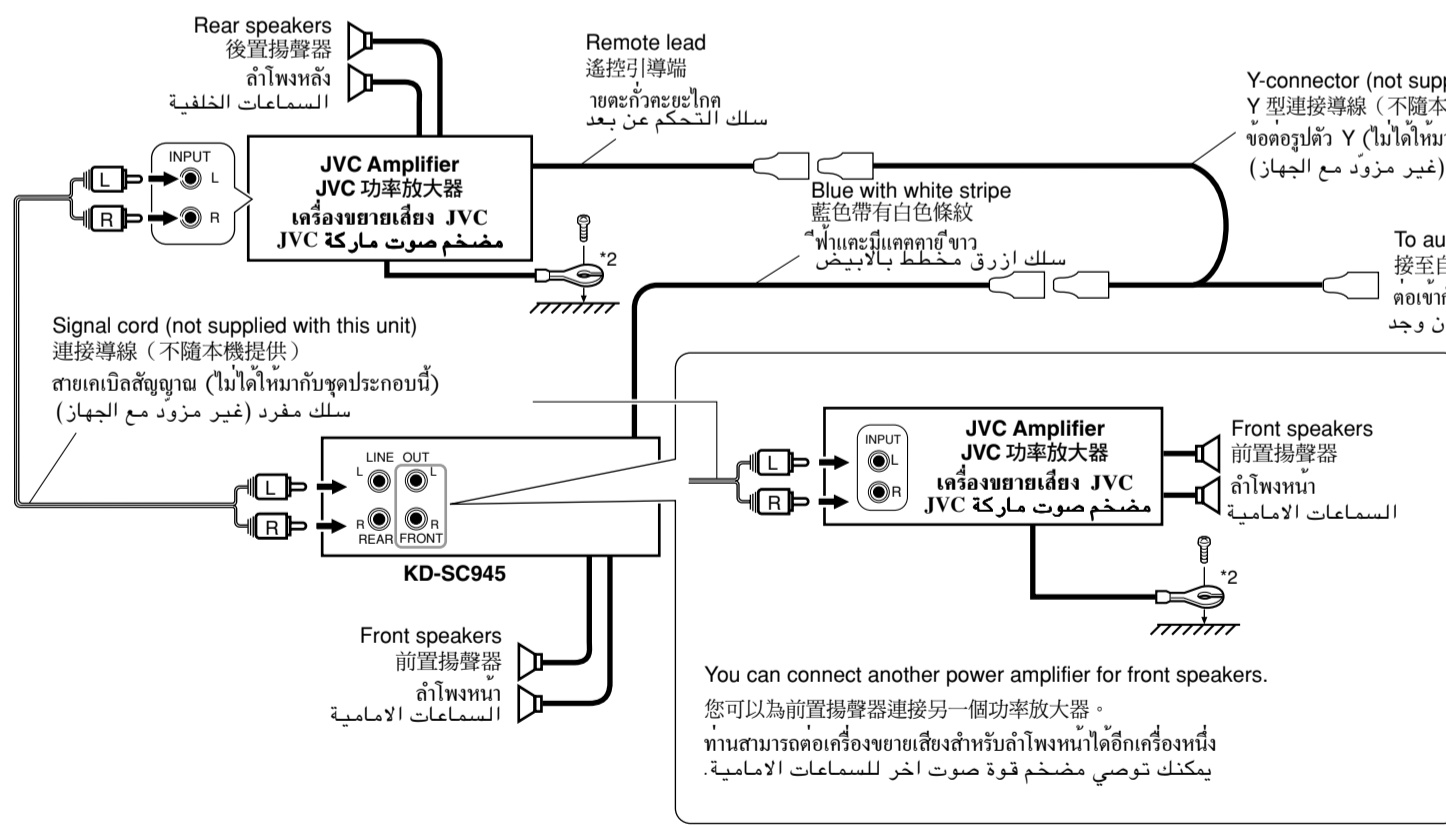 Rear speakers
後置揚聲器
ลำโพงหลัง
السماعات الخلفية
Remote lead
遙控引導端
سلك التحكم عن بعد
Y-connector (not
Y 型連接導線（不隨本
ข้อต่อรูปตัว Y (ไม่ได้ให้มา
(غير مزوّد مع الجهاز)
INPUT
L
R
L
R
JVC Amplifier
JVC 功率放大器
เครื่องขยายเสียง JVC
مضخم صوت ماركة JVC
*2
Blue with white stripe
藍色帶有白色條紋
سلك ازرق مخطط بالابيض
To
接至自
ن وجد
Signal cord (not supplied with this unit)
連接導線（不隨本機提供）
สายเคเบิลสัญญาณ (ไม่ได้ให้มากับชุดประกอบนี้)
سلك مفرد (غير مزوّد مع الجهاز)
LINE OUT
L
L
R
R
REAR
FRONT
L
R
KD-SC945
Front speakers
前置揚聲器
ลำโพงหน้า
السماعات الامامية
L
R
INPUT
L
R
JVC Amplifier
JVC 功率放大器
เครื่องขยายเสียง JVC
مضخم صوت ماركة JVC
Front speakers
前置揚聲器
ลำโพงหน้า
السماعات الامامية
*2
You can connect another power amplifier for front speakers.
您可以為前置揚聲器連接另一個功率放大器。
ท่านสามารถต่อเครื่องขยายเสียงสำหรับลำโพงหน้าได้อีกเครื่องหนึ่ง
يمكنك توصي مضخم قوة صوت اخر للسماعات الامامية.